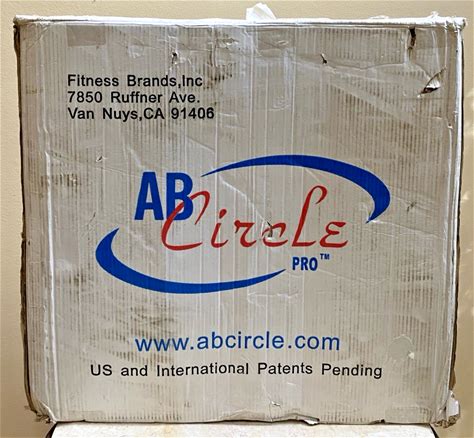 Fitness Brands,Inc
7850 Ruffner Ave.
Van Nuys,CA 91406
AB
Circle
PRO™
www.abcircle.com
US and International Patents Pending